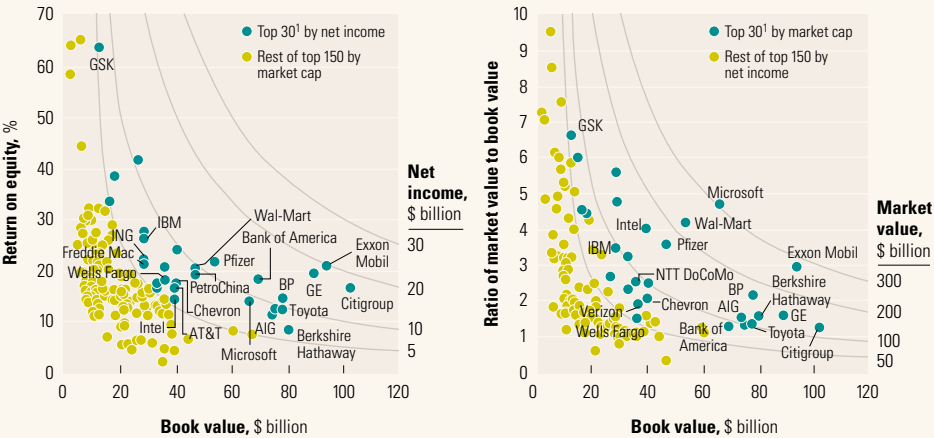 Return on equity, %
70
60
50
40
30
20
10
0
Top 30¹ by net income
Rest of top 150 by
market cap
GSK
IBM
ING
Freddie Mac
Wells Fargo
Wal-Mart
Bank of America
Pfizer
PetroChina
Chevron
Intel
AT&T
Microsoft
AIG
BP
GE
Toyota
Exxon
Mobil
Citigroup
Berkshire
Hathaway
Net
income,
$ billion
30
20
10
5
0 20 40 60 80 100 120
Book value, $ billion
Ratio of market value to book value
10
9
8
7
6
5
4
3
2
1
0
Top 30¹ by market cap
Rest of top 150 by
net income
GSK
Microsoft
Intel
Wal-Mart
IBM
Pfizer
NTT DoCoMo
Exxon Mobil
BP
Berkshire
Hathaway
AIG
Verizon
Chevron
Wells Fargo
Bank of
America
GE
Toyota
Citigroup
Market
value,
$ billion
300
200
100
50
0 20 40 60 80 100 120
Book value, $ billion